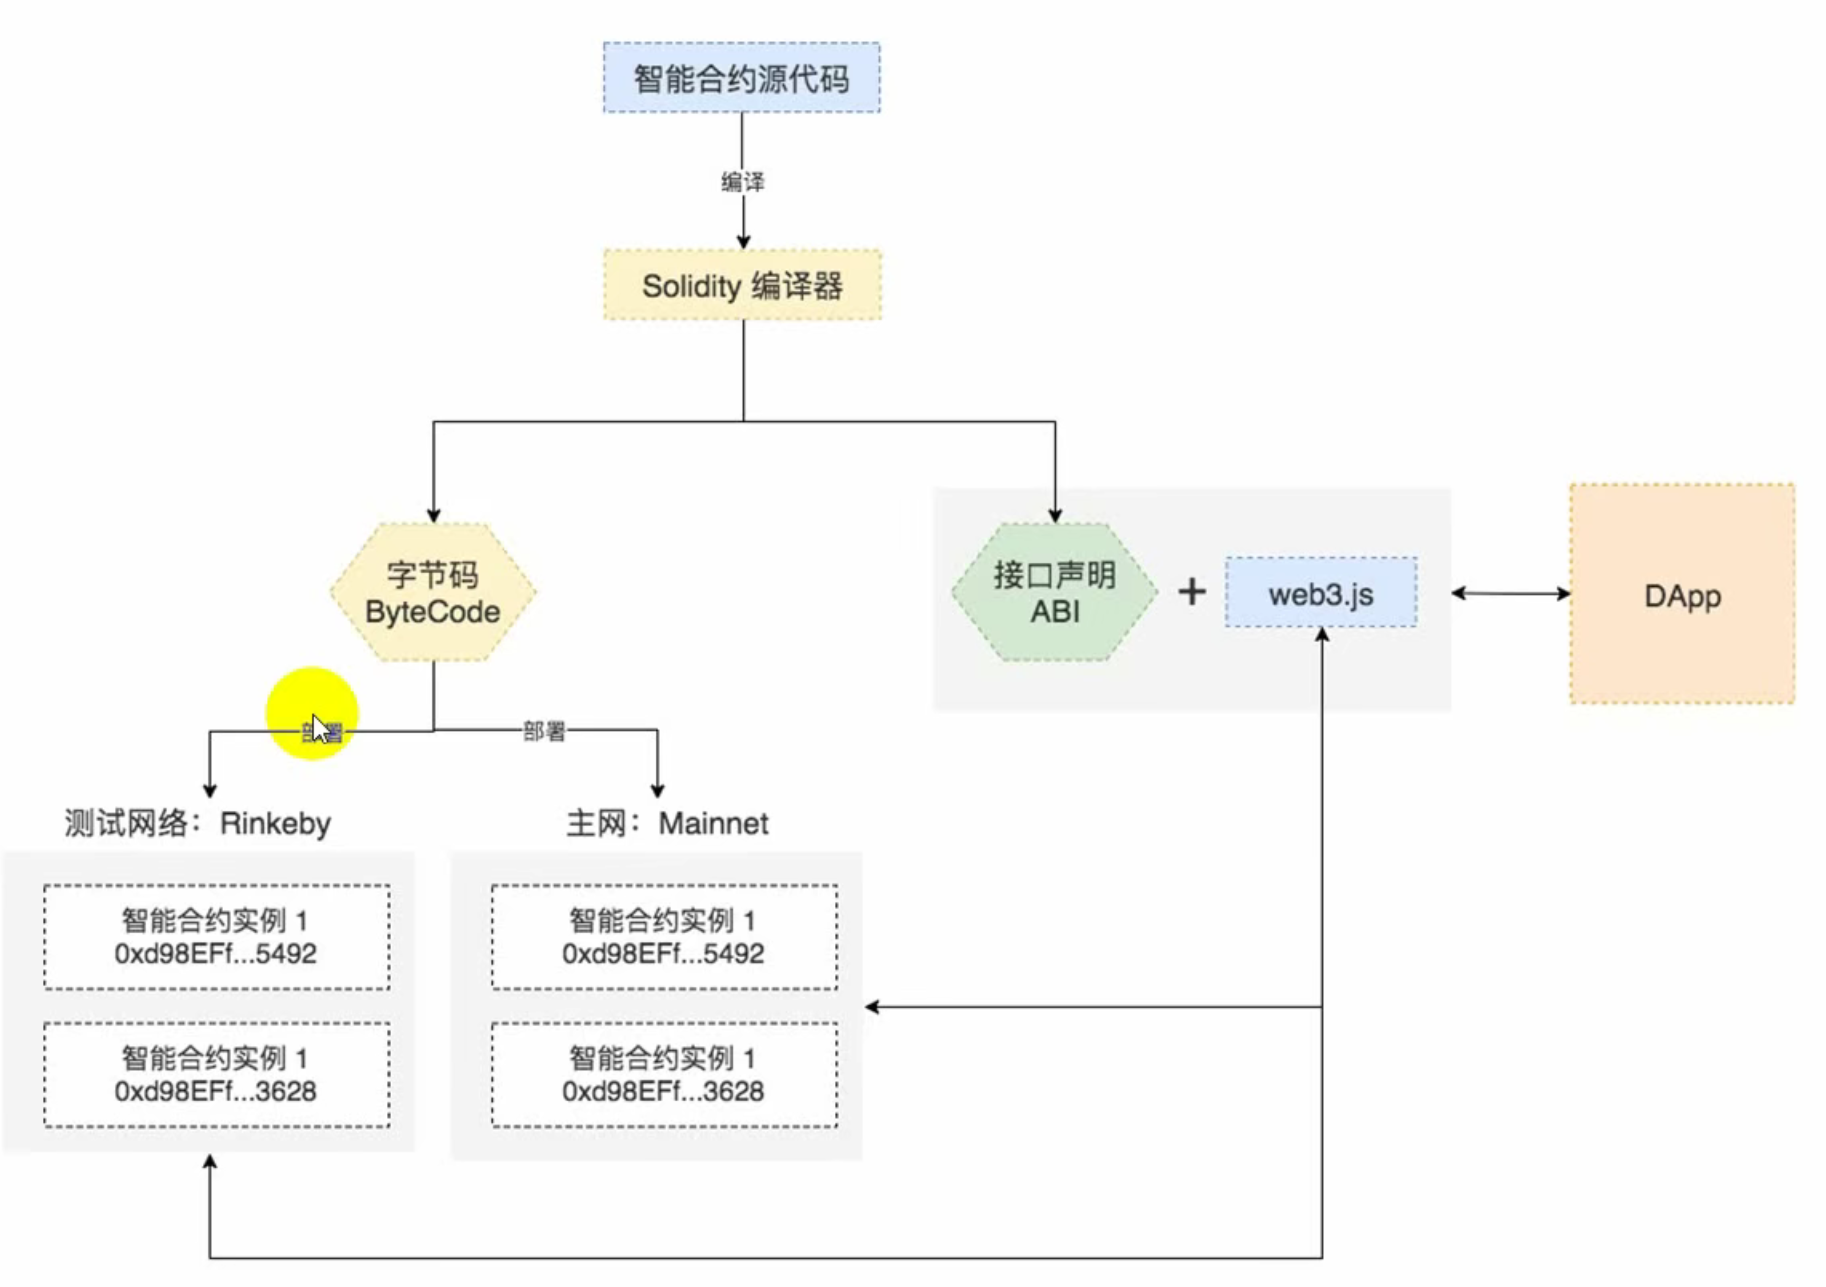 智能合约源代码
编译
Solidity 编译器
字节码
ByteCode
接口声明
ABI
+
web3.js
DApp
部署
部署
测试网络：Rinkeby
主网：Mainnet
智能合约实例 1
0xd98EFf...5492
智能合约实例 1
0xd98EFf...5492
智能合约实例 1
0xd98EFf...3628
智能合约实例 1
0xd98EFf...3628